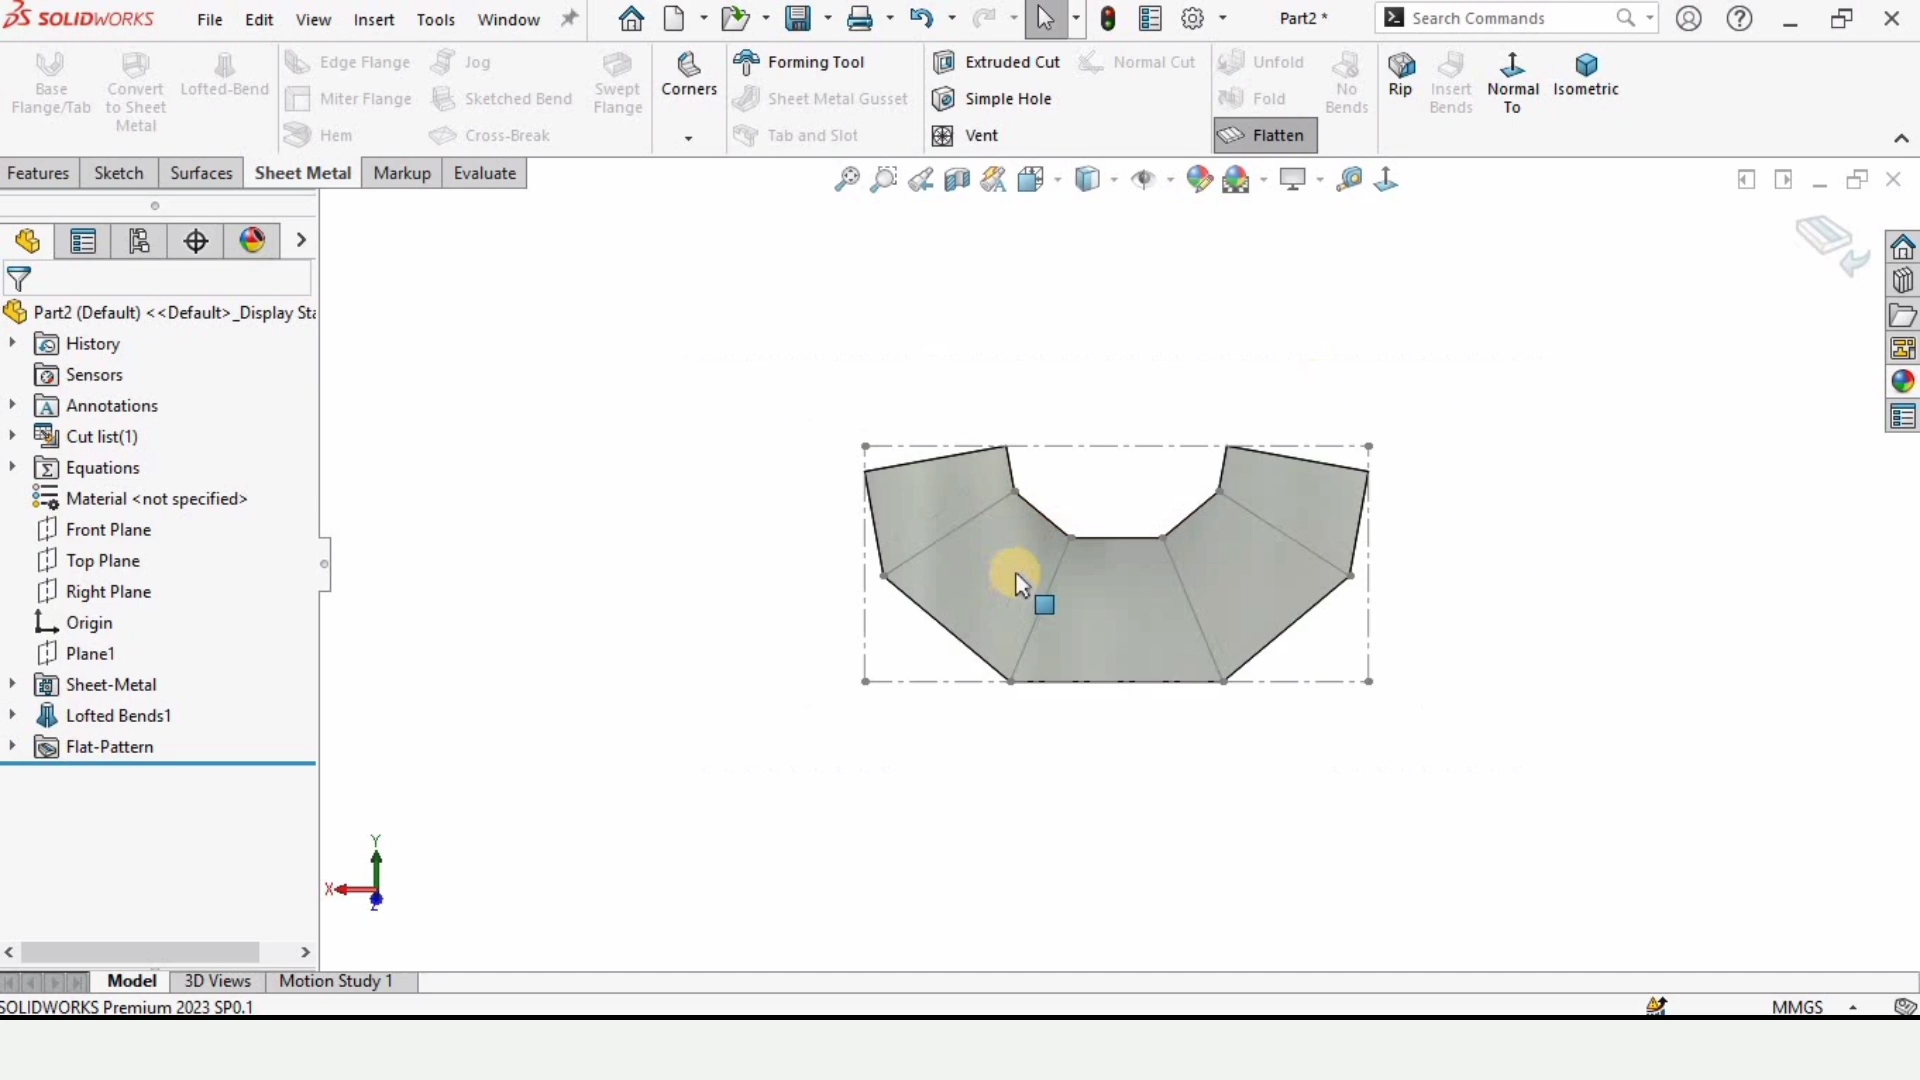 SOLIDWORKS File Edit View Insert Tools Window Part2 * Search Commands
Base Flange/Tab
Convert to Sheet Metal
Lofted-Bend
Edge Flange
Miter Flange
Hem
Jog
Sketched Bend
Cross-Break
Swept Flange
Corners
Forming Tool
Sheet Metal Gusset
Tab and Slot
Extruded Cut
Simple Hole
Vent
Normal Cut
Unfold
Fold
Flatten
No Bends
Rip
Insert Bends
Normal To
Isometric
Features Sketch Surfaces Sheet Metal Markup Evaluate
Part2 (Default) <<Default>_Display Sta
History
Sensors
Annotations
Cut list(1)
Equations
Material <not specified>
Front Plane
Top Plane
Right Plane
Origin
Plane1
Sheet-Metal
Lofted Bends1
Flat-Pattern
Y
X
Z
Model 3D Views Motion Study 1
SOLIDWORKS Premium 2023 SP0.1 MMGS